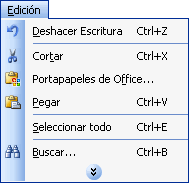 Edición
Deshacer Escritura Ctrl+Z
Cortar Ctrl+X
Portapapeles de Office...
Pegar Ctrl+V
Seleccionar todo Ctrl+E
Buscar... Ctrl+B